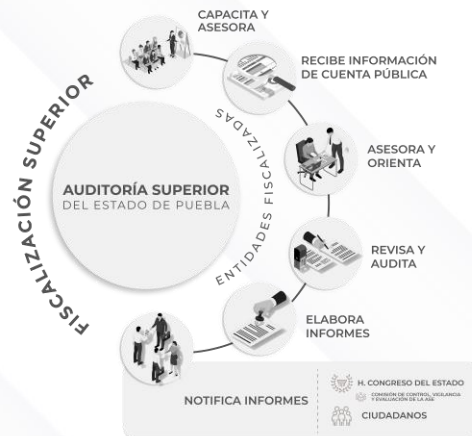 CAPACITA Y
ASESORA
RECIBE INFORMACIÓN
DE CUENTA PÚBLICA
FISCALIZACIÓN SUPERIOR
ENTIDADES FISCALIZADAS
ASESORA Y
ORIENTA
AUDITORÍA SUPERIOR
DEL ESTADO DE PUEBLA
REVISA Y
AUDITA
ELABORA
INFORMES
NOTIFICA INFORMES
H. CONGRESO DEL ESTADO
COMISIÓN DE CONTROL, VIGILANCIA
Y EVALUACIÓN DE LA ASE
CIUDADANOS